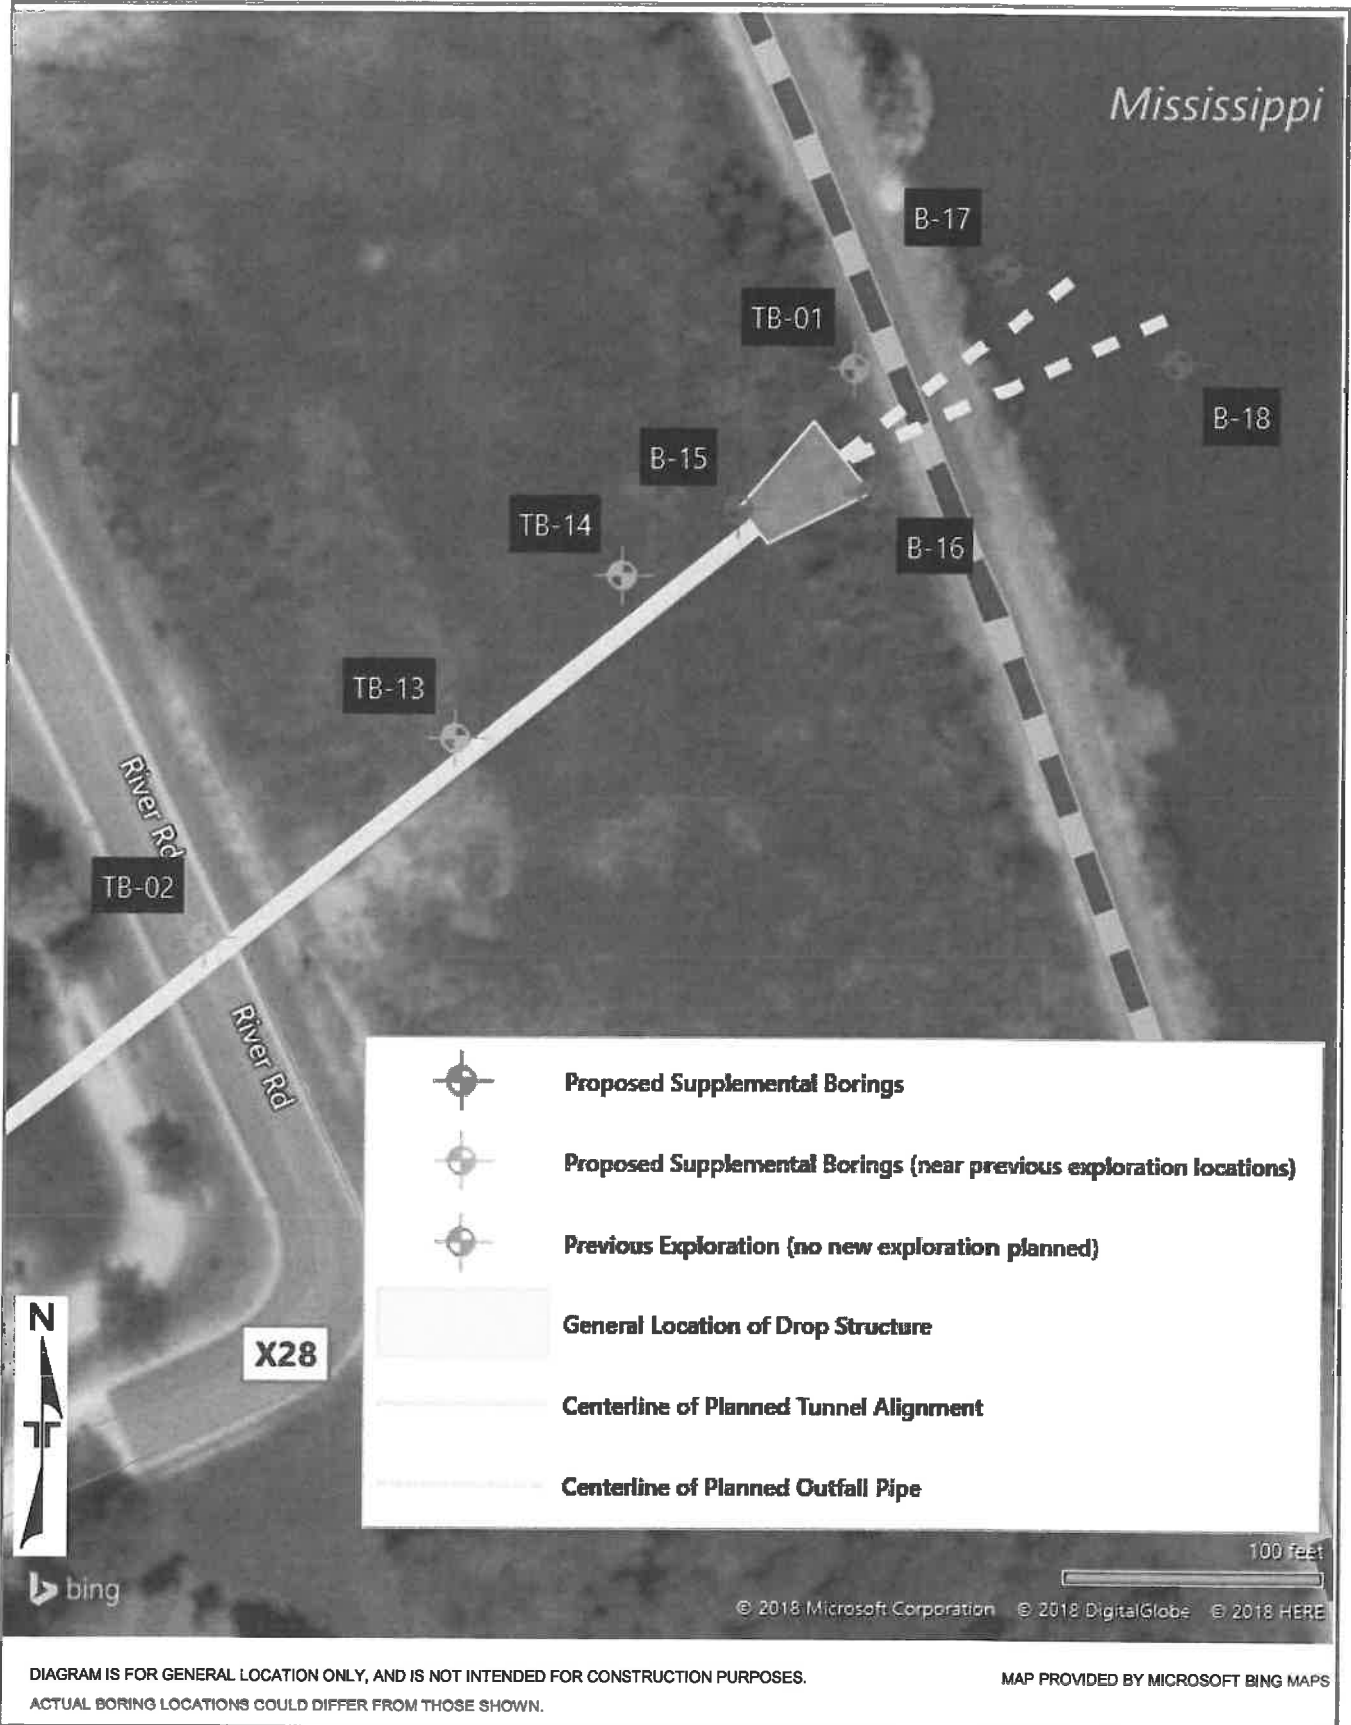 Mississippi
B-17
TB-01
B-18
B-15
TB-14
B-16
TB-13
River Rd
TB-02
River Rd
Proposed Supplemental Borings
Proposed Supplemental Borings (near previous exploration locations)
Previous Exploration (no new exploration planned)
General Location of Drop Structure
Centerline of Planned Tunnel Alignment
Centerline of Planned Outfall Pipe
N
X28
100 feet
bing
© 2018 Microsoft Corporation © 2018 DigitalGlobe © 2018 HERE
DIAGRAM IS FOR GENERAL LOCATION ONLY, AND IS NOT INTENDED FOR CONSTRUCTION PURPOSES.
MAP PROVIDED BY MICROSOFT BING MAPS
ACTUAL BORING LOCATIONS COULD DIFFER FROM THOSE SHOWN.